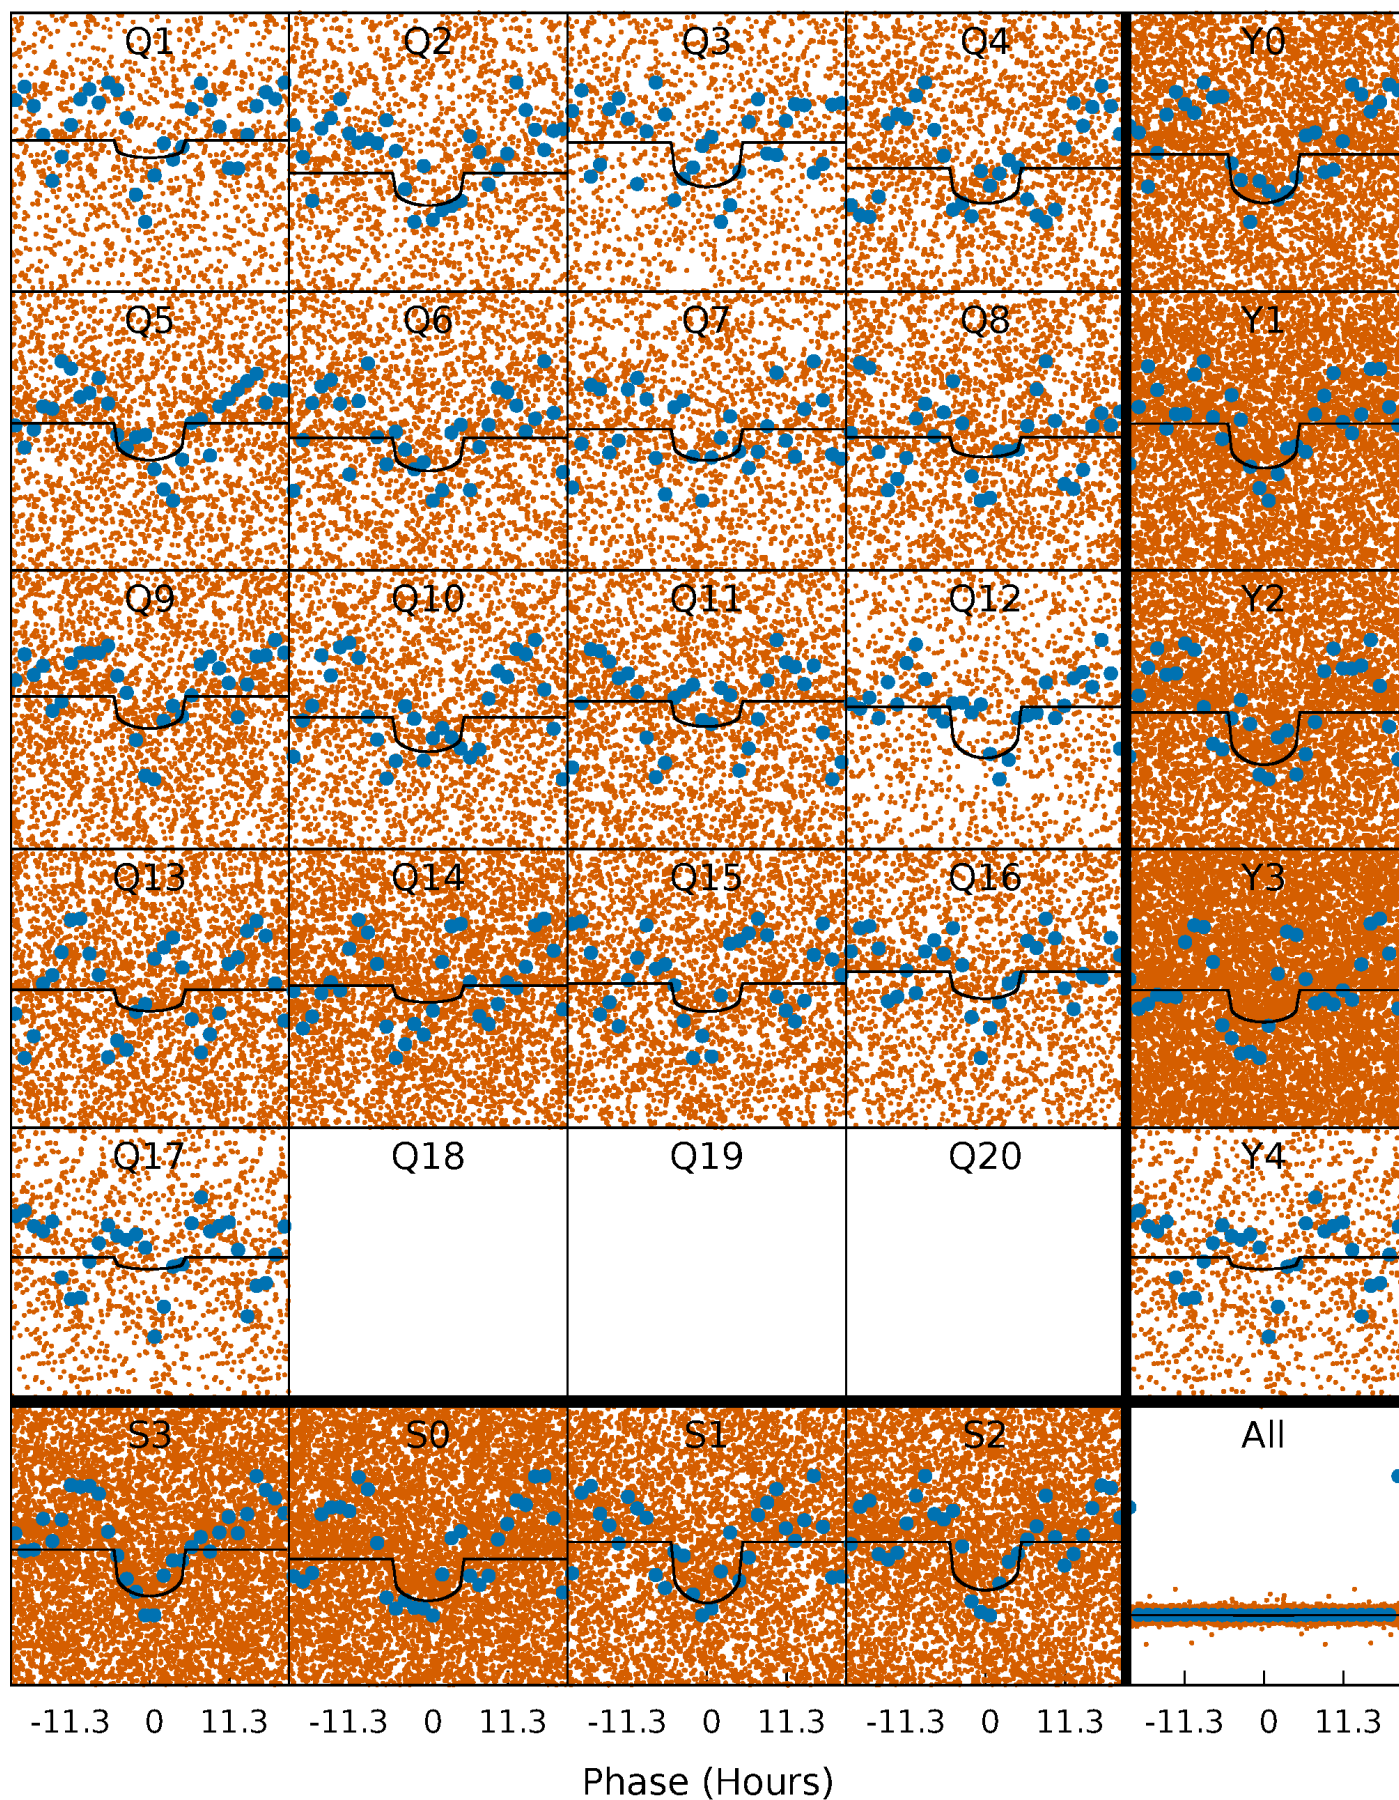 Q1 Q2 Q3 Q4 Y0
Q5 Q6 Q7 Q8 Y1
Q9 Q10 Q11 Q12 Y2
Q13 Q14 Q15 Q16 Y3
Q17 Q18 Q19 Q20 Y4
S3 S0 S1 S2 All
-11.3 0 11.3 -11.3 0 11.3 -11.3 0 11.3 -11.3 0 11.3 -11.3 0 11.3
Phase (Hours)